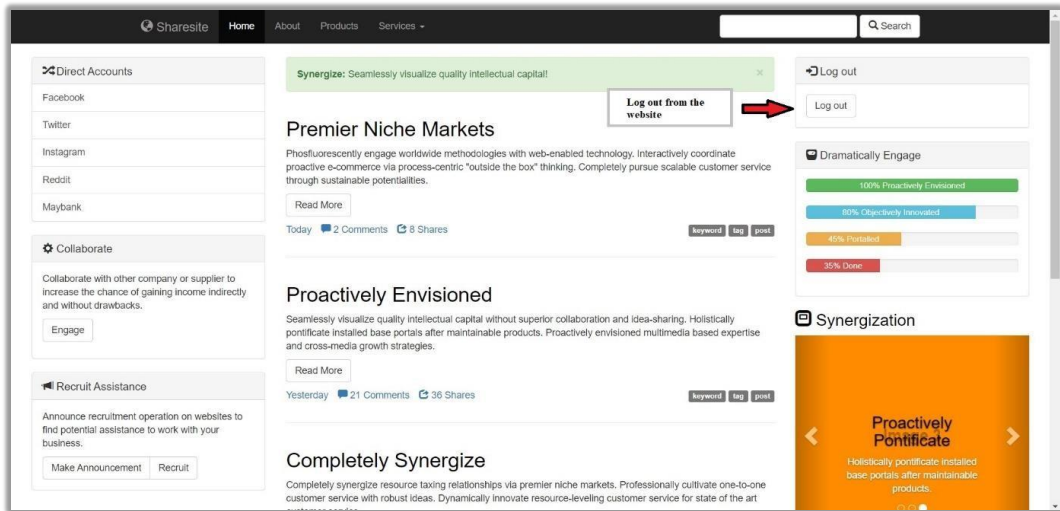 Sharesite Home About Products Services Search
Direct Accounts
Facebook
Twitter
Instagram
Reddit
Maybank
Collaborate
Collaborate with other company or supplier to
increase the chance of gaining income indirectly
and without drawbacks.
Engage
Recruit Assistance
Announce recruitment operation on websites to
find potential assistance to work with your
business.
Make Announcement Recruit
Synergize: Seamlessly visualize quality intellectual capital! ×
Log out from the
website
Premier Niche Markets
Phosfluorescently engage worldwide methodologies with web-enabled technology. Interactively coordinate
proactive e-commerce via process-centric "outside the box" thinking. Completely pursue scalable customer service
through sustainable potentialities.
Read More
Today 2 Comments 8 Shares keyword tag post
Proactively Envisioned
Seamlessly visualize quality intellectual capital without superior collaboration and idea-sharing. Holistically
pontificate installed base portals after maintainable products. Proactively envisioned multimedia based expertise
and cross-media growth strategies.
Read More
Yesterday 21 Comments 36 Shares keyword tag post
Completely Synergize
Completely synergize resource taxing relationships via premier niche markets. Professionally cultivate one-to-one
customer service with robust ideas. Dynamically innovate resource-leveling customer service for state of the art
customer service
Log out
Log out
Dramatically Engage
100% Proactively Envisioned
80% Objectively Innovated
45% Portalled
35% Done
Synergization
Proactively
Pontificate
Holistically pontificate installed
base portals after maintainable
products.